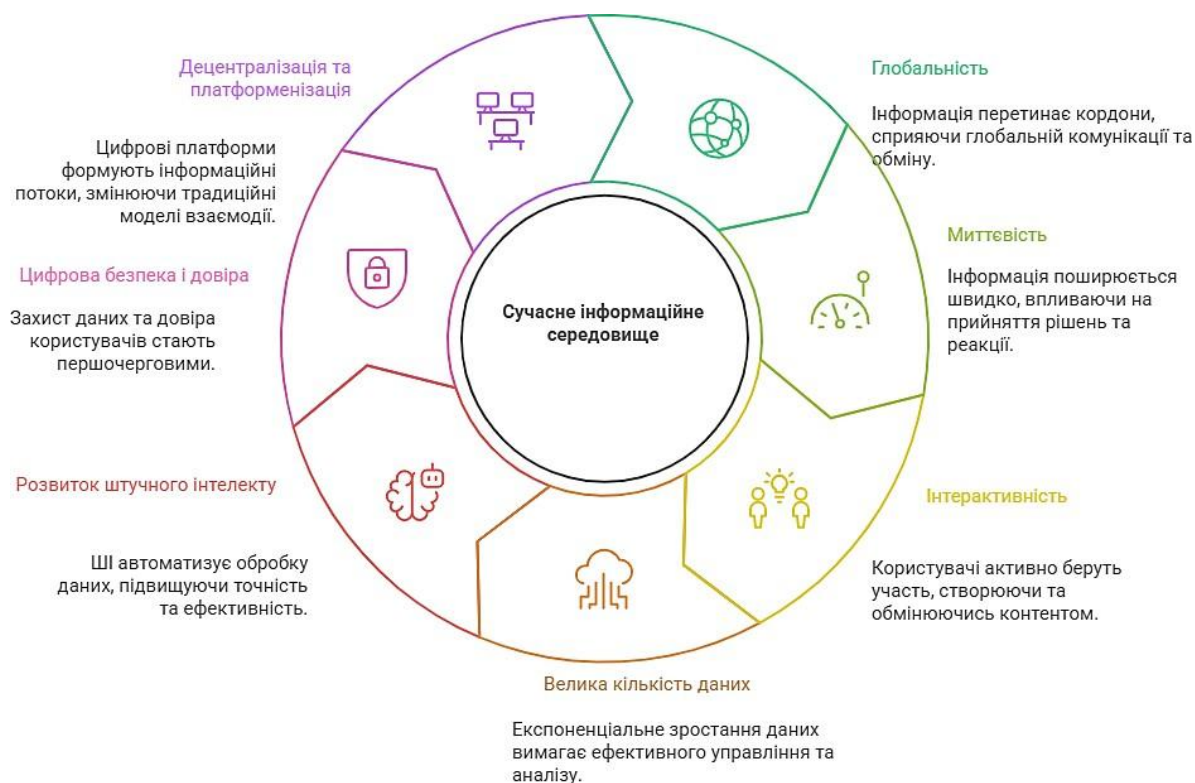 Децентралізація та
платформенізація
Цифрові платформи
формують інформаційні
потоки, змінюючи традиційні
моделі взаємодії.
Цифрова безпека і довіра
Захист даних та довіра
користувачів стають
першочерговими.
Розвиток штучного інтелекту
ШІ автоматизує обробку
даних, підвищуючи точність
та ефективність.
Сучасне інформаційне
середовище
Глобальність
Інформація перетинає кордони,
сприяючи глобальній комунікації та
обміну.
Миттєвість
Інформація поширюється
швидко, впливаючи на
прийняття рішень та
реакції.
Інтерактивність
Користувачі активно беруть
участь, створюючи та
обмінюючись контентом.
Велика кількість даних
Експоненціальне зростання даних
вимагає ефективного управління та
аналізу.